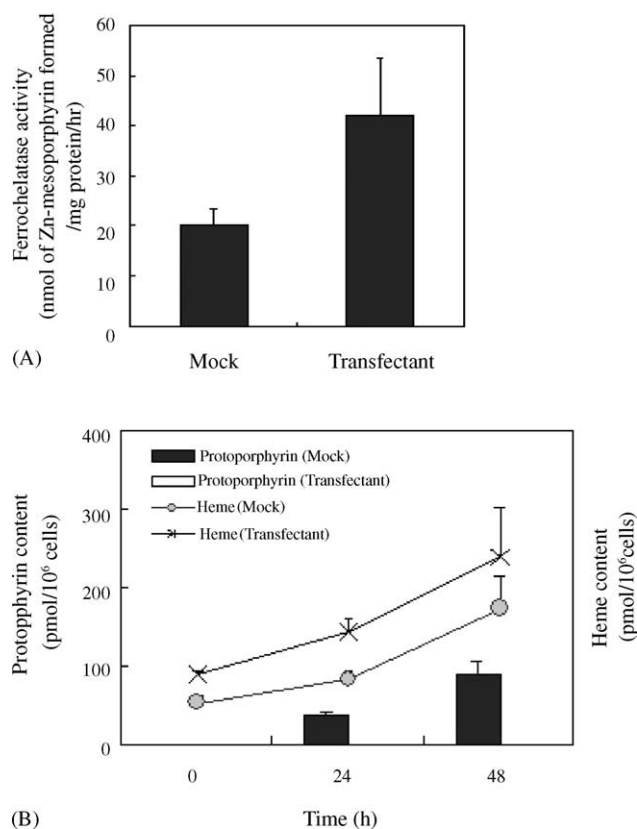 Ferrochelatase activity
(nmol of Zn-mesoporphyrin formed
/mg protein/hr)
60
50
40
30
20
10
0
Mock
Transfectant
(A)
Protopphyrin content
(pmol/10⁶ cells)
400
300
200
100
0
Protoporphyrin (Mock)
Protoporphyrin (Transfectant)
Heme (Mock)
Heme (Transfectant)
Heme content
(pmol/10⁶cells)
0
24
48
(B)
Time (h)